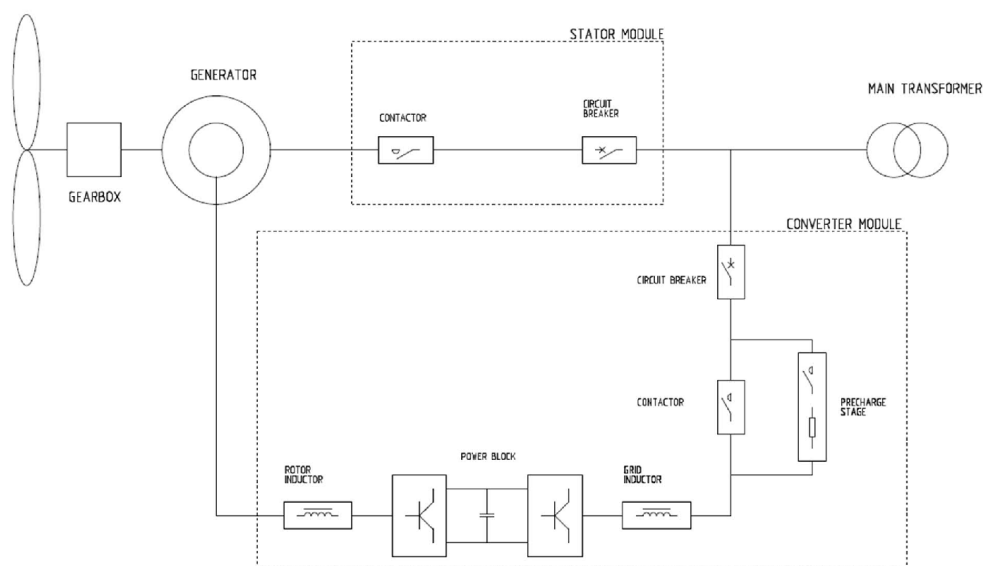 STATOR MODULE
GENERATOR
MAIN TRANSFORMER
CONTACTOR
CIRCUIT
BREAKER
GEARBOX
CONVERTER MODULE
CIRCUIT BREAKER
CONTACTOR
PRECHARGE
STAGE
POWER BLOCK
ROTOR
INDUCTOR
GRID
INDUCTOR